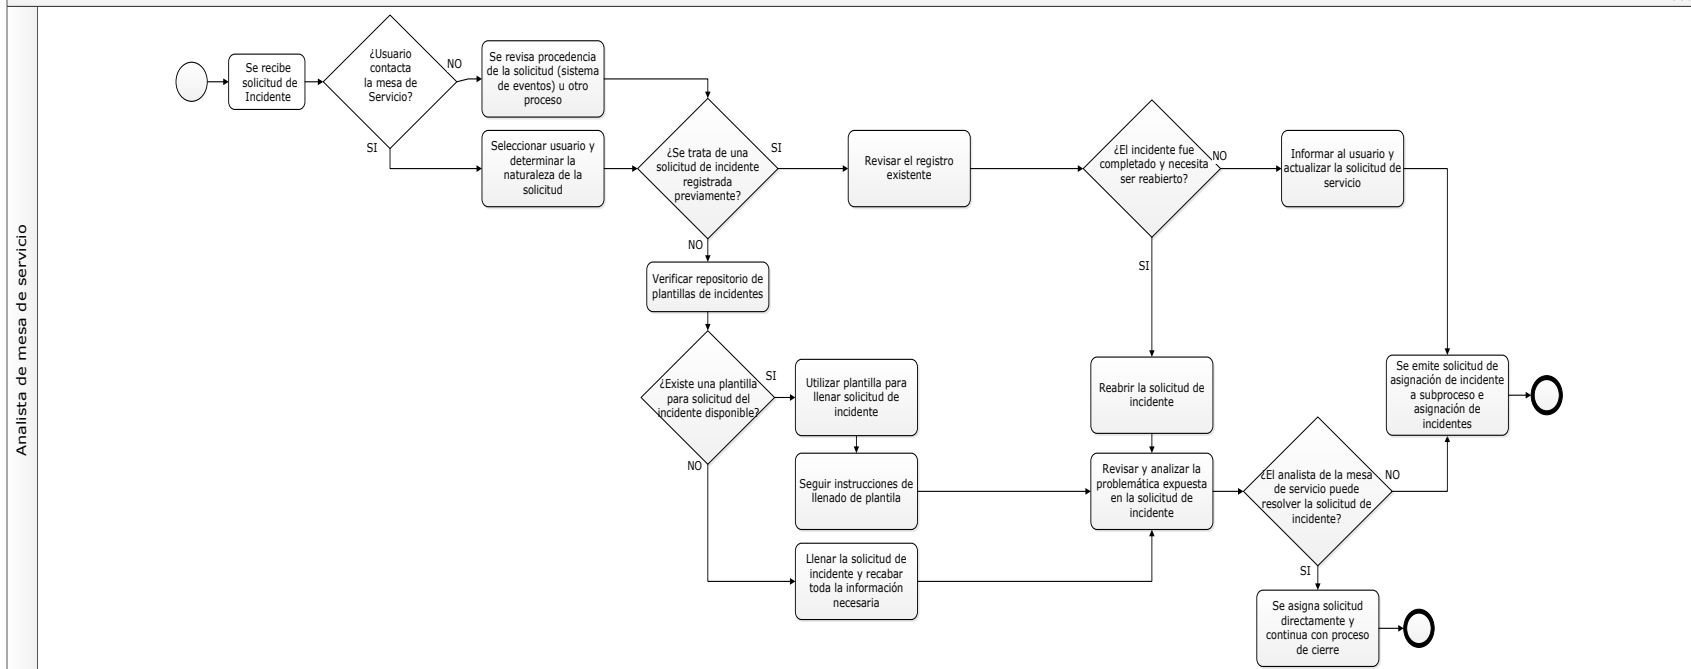 Analista de mesa de servicio
Se recibe
solicitud de
Incidente
¿Usuario
contacta
la mesa de
Servicio?
NO
SI
Se revisa procedencia
de la solicitud (sistema
de eventos) u otro
proceso
Seleccionar usuario y
determinar la
naturaleza de la
solicitud
¿Se trata de una
solicitud de incidente
registrada
previamente?
SI
NO
Revisar el registro
existente
¿El incidente fue
completado y necesita
ser reabierto?
NO
SI
Informar al usuario y
actualizar la solicitud de
servicio
Verificar repositorio de
plantillas de incidentes
¿Existe una plantilla
para solicitud del
incidente disponible?
SI
NO
Utilizar plantilla para
llenar solicitud de
incidente
Seguir instrucciones de
llenado de plantila
Llenar la solicitud de
incidente y recabar
toda la información
necesaria
Reabrir la solicitud de
incidente
Revisar y analizar la
problemática expuesta
en la solicitud de
incidente
¿El analista de la mesa
de servicio puede
resolver la solicitud de
incidente?
NO
SI
Se emite solicitud de
asignación de incidente
a subproceso e
asignación de
incidentes
Se asigna solicitud
directamente y
continua con proceso
de cierre